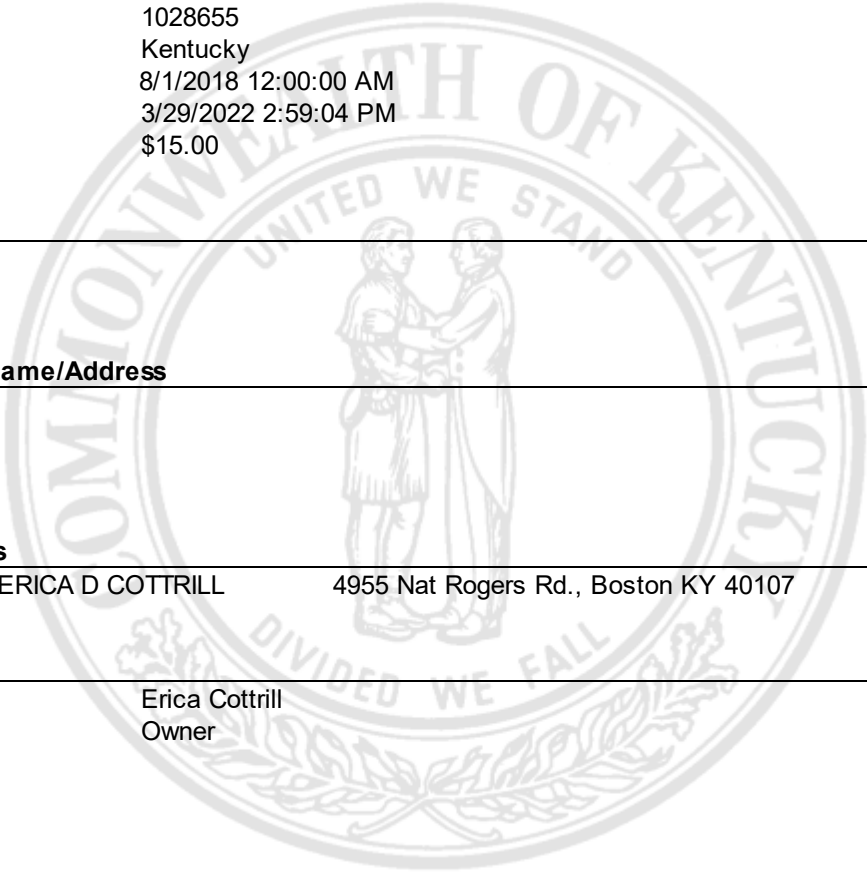 1028655
Kentucky
8/1/2018 12:00:00 AM
3/29/2022 2:59:04 PM
$15.00
COMMONWEALTH OF KENTUCKY
UNITED WE STAND
ame/Address
s
ERICA D COTTRILL 4955 Nat Rogers Rd., Boston KY 40107
DIVIDED WE FALL
Erica Cottrill
Owner